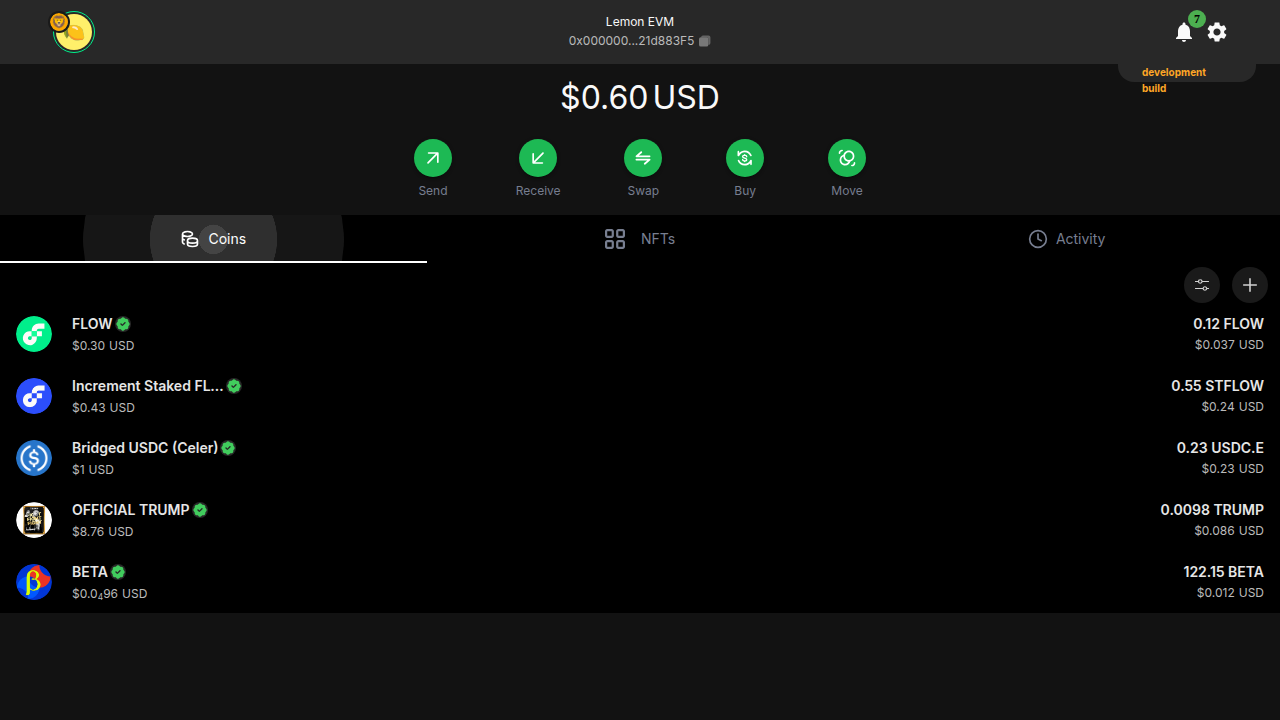 Lemon EVM
0x000000...21d883F5
7
development
build
$0.60 USD
Send
Receive
Swap
Buy
Move
Coins
NFTs
Activity
FLOW
0.12 FLOW
$0.30 USD
$0.037 USD
Increment Staked FL...
0.55 STFLOW
$0.43 USD
$0.24 USD
Bridged USDC (Celer)
0.23 USDC.E
$1 USD
$0.23 USD
OFFICIAL TRUMP
0.0098 TRUMP
$8.76 USD
$0.086 USD
BETA
122.15 BETA
$0.0₄96 USD
$0.012 USD